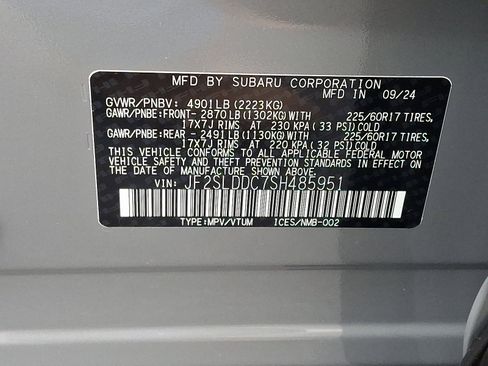 MFD BY SUBARU CORPORATION
MFD IN 09/24
GVWR/PNBV: 4901LB(2223KG)
GAWR/PNBE:FRONT- 2870LB(1302KG)WITH 225/60R17 TIRES,
17X7J RIMS AT 230 KPA( 33 PSI)COLD
GAWR/PNBE:REAR - 2491LB(1130KG)WITH 225/60R17 TIRES,
17X7J RIMS AT 220 KPA( 32 PSI)COLD
THIS VEHICLE CONFORMS TO ALL APPLICABLE FEDERAL MOTOR
VEHICLE SAFETY AND THEFT PREVENTION STANDARDS IN EFFECT ON
THE DATE OF MANUFACTURE SHOWN ABOVE.
VIN: JF2SLDDC7SH485951
TYPE:MPV/VTUM ICES/NMB-002